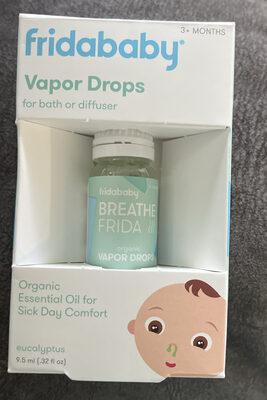 3+ MONTHS
fridababy®
Vapor Drops
for bath or diffuser
fridababy
BREATHE
FRIDA
organic
VAPOR DROPS
Organic
Essential Oil for
Sick Day Comfort
eucalyptus
9.5 ml (.32 fl oz)